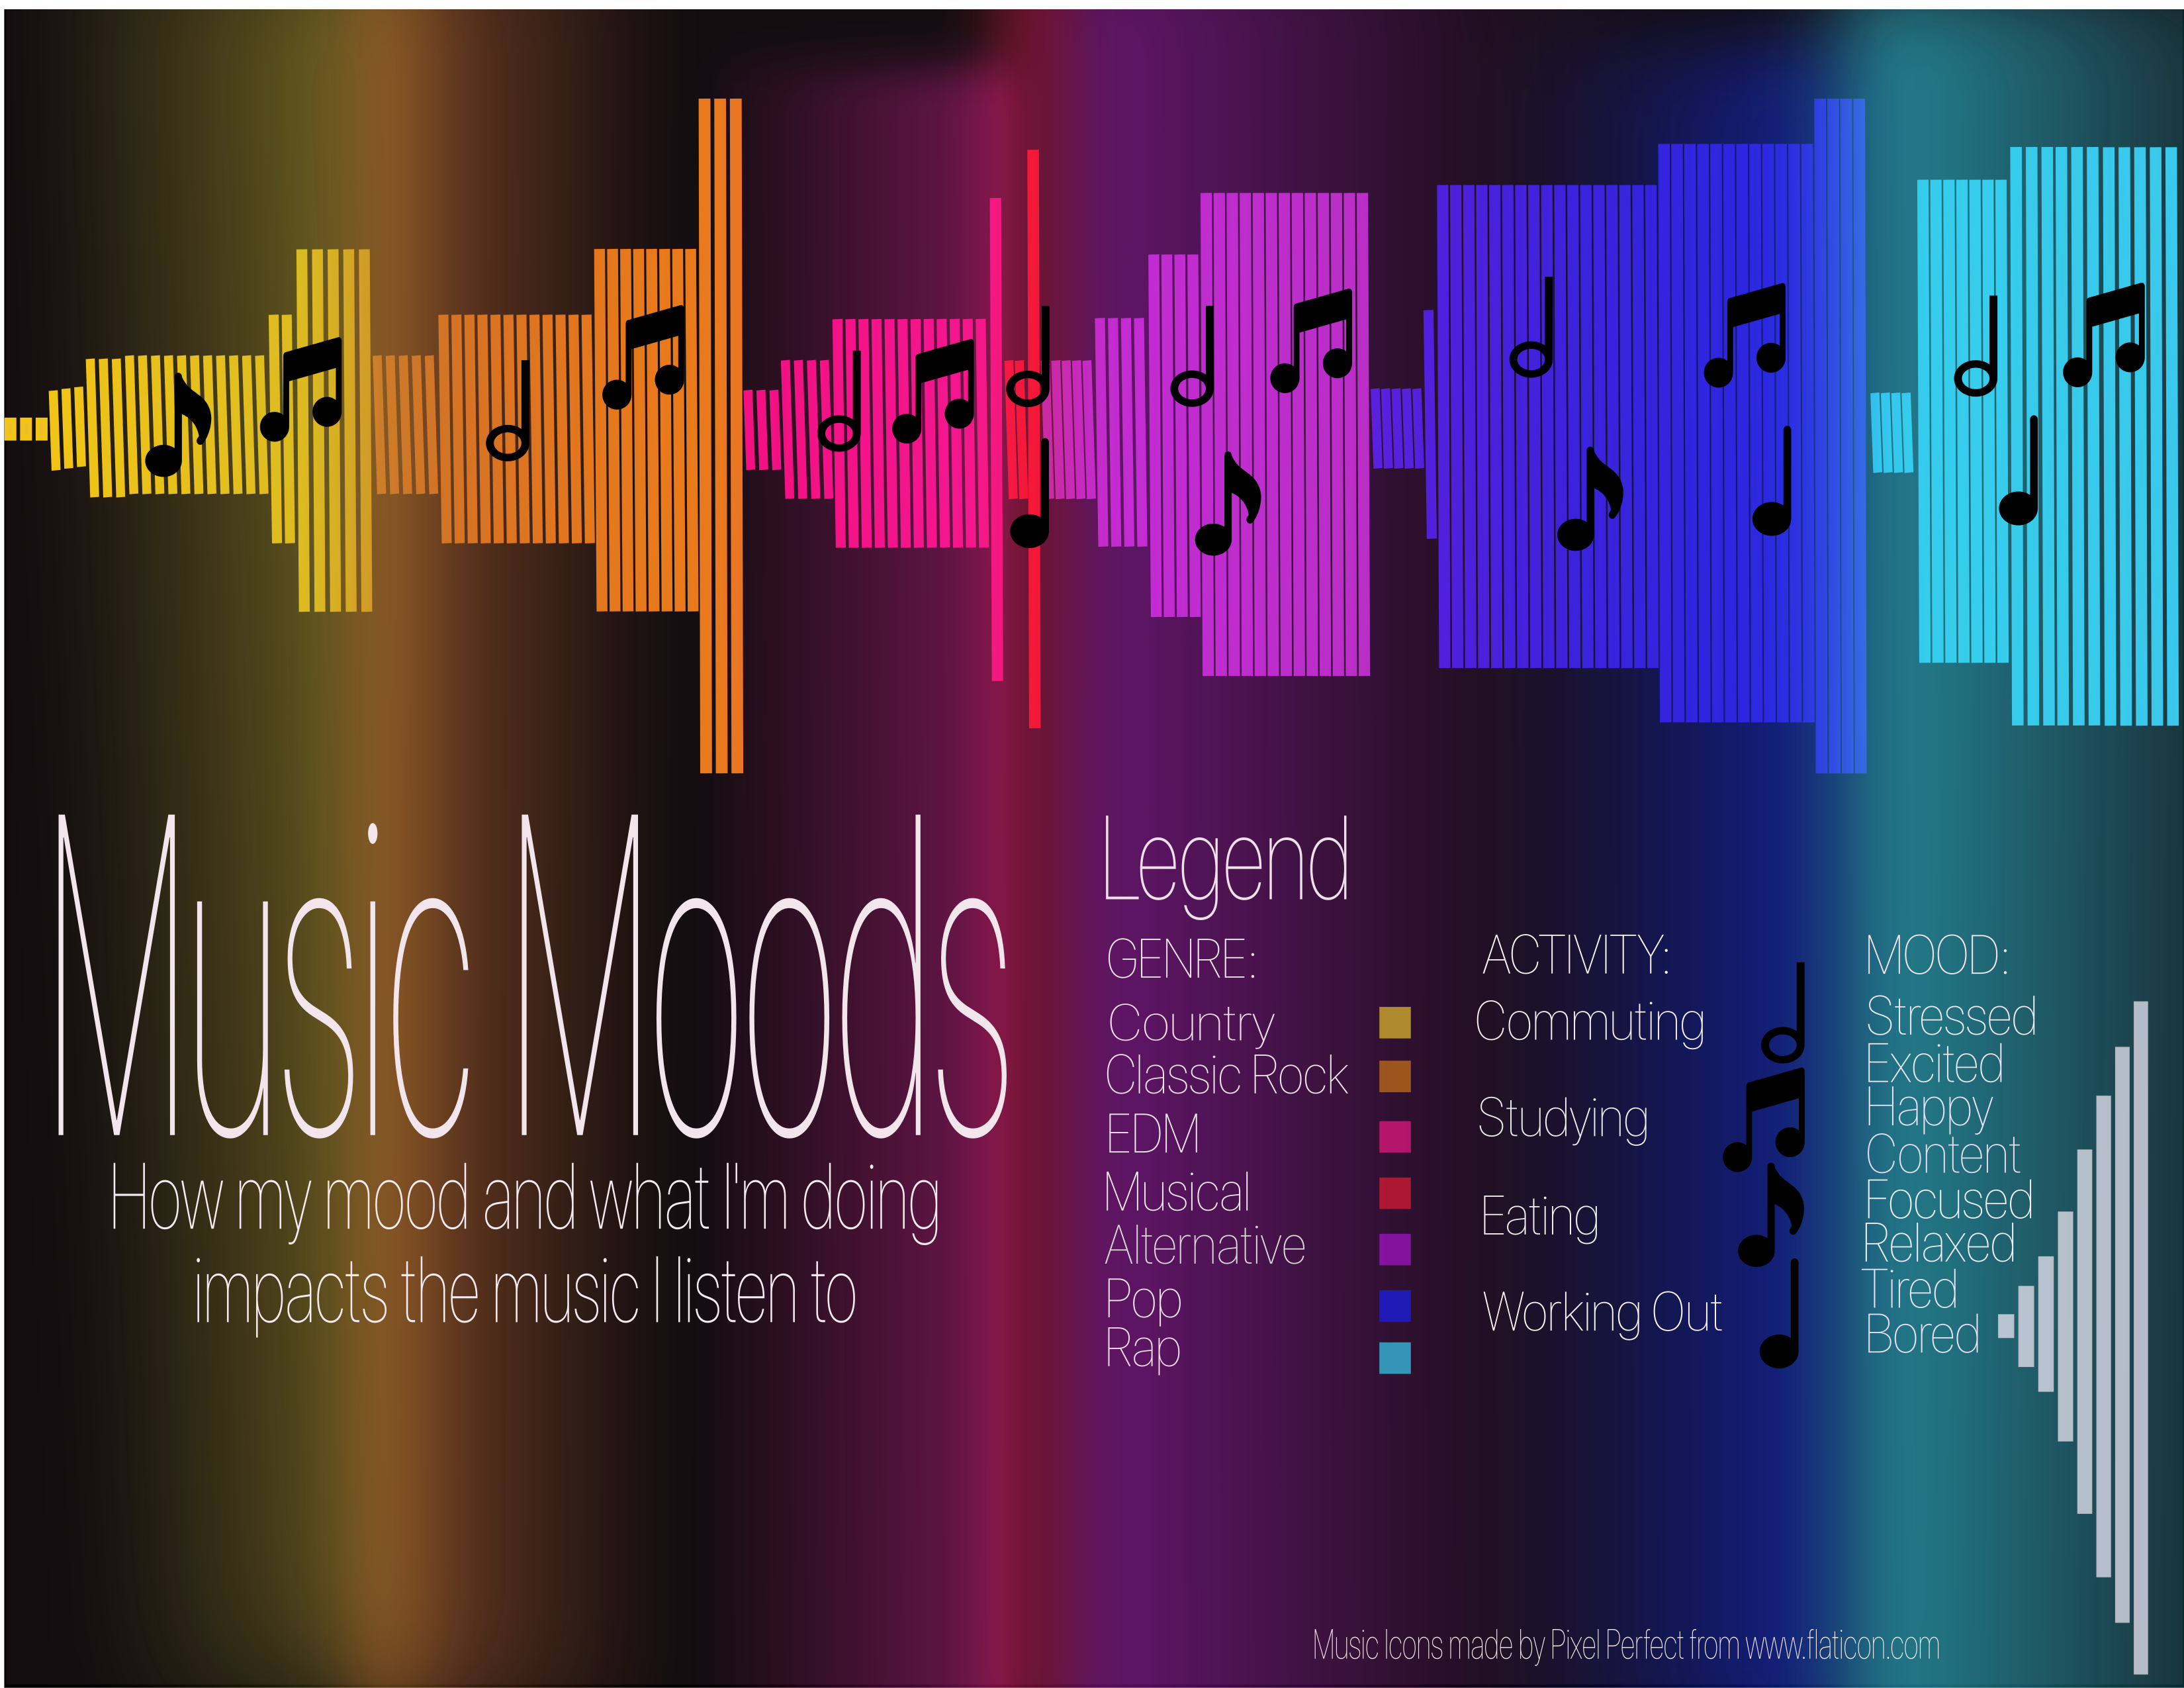 Music Moods
How my mood and what I'm doing
impacts the music I listen to
Legend
GENRE:
Country
Classic Rock
EDM
Musical
Alternative
Pop
Rap
ACTIVITY:
Commuting
Studying
Eating
Working Out
MOOD:
Stressed
Excited
Happy
Content
Focused
Relaxed
Tired
Bored
Music Icons made by Pixel Perfect from www.flaticon.com